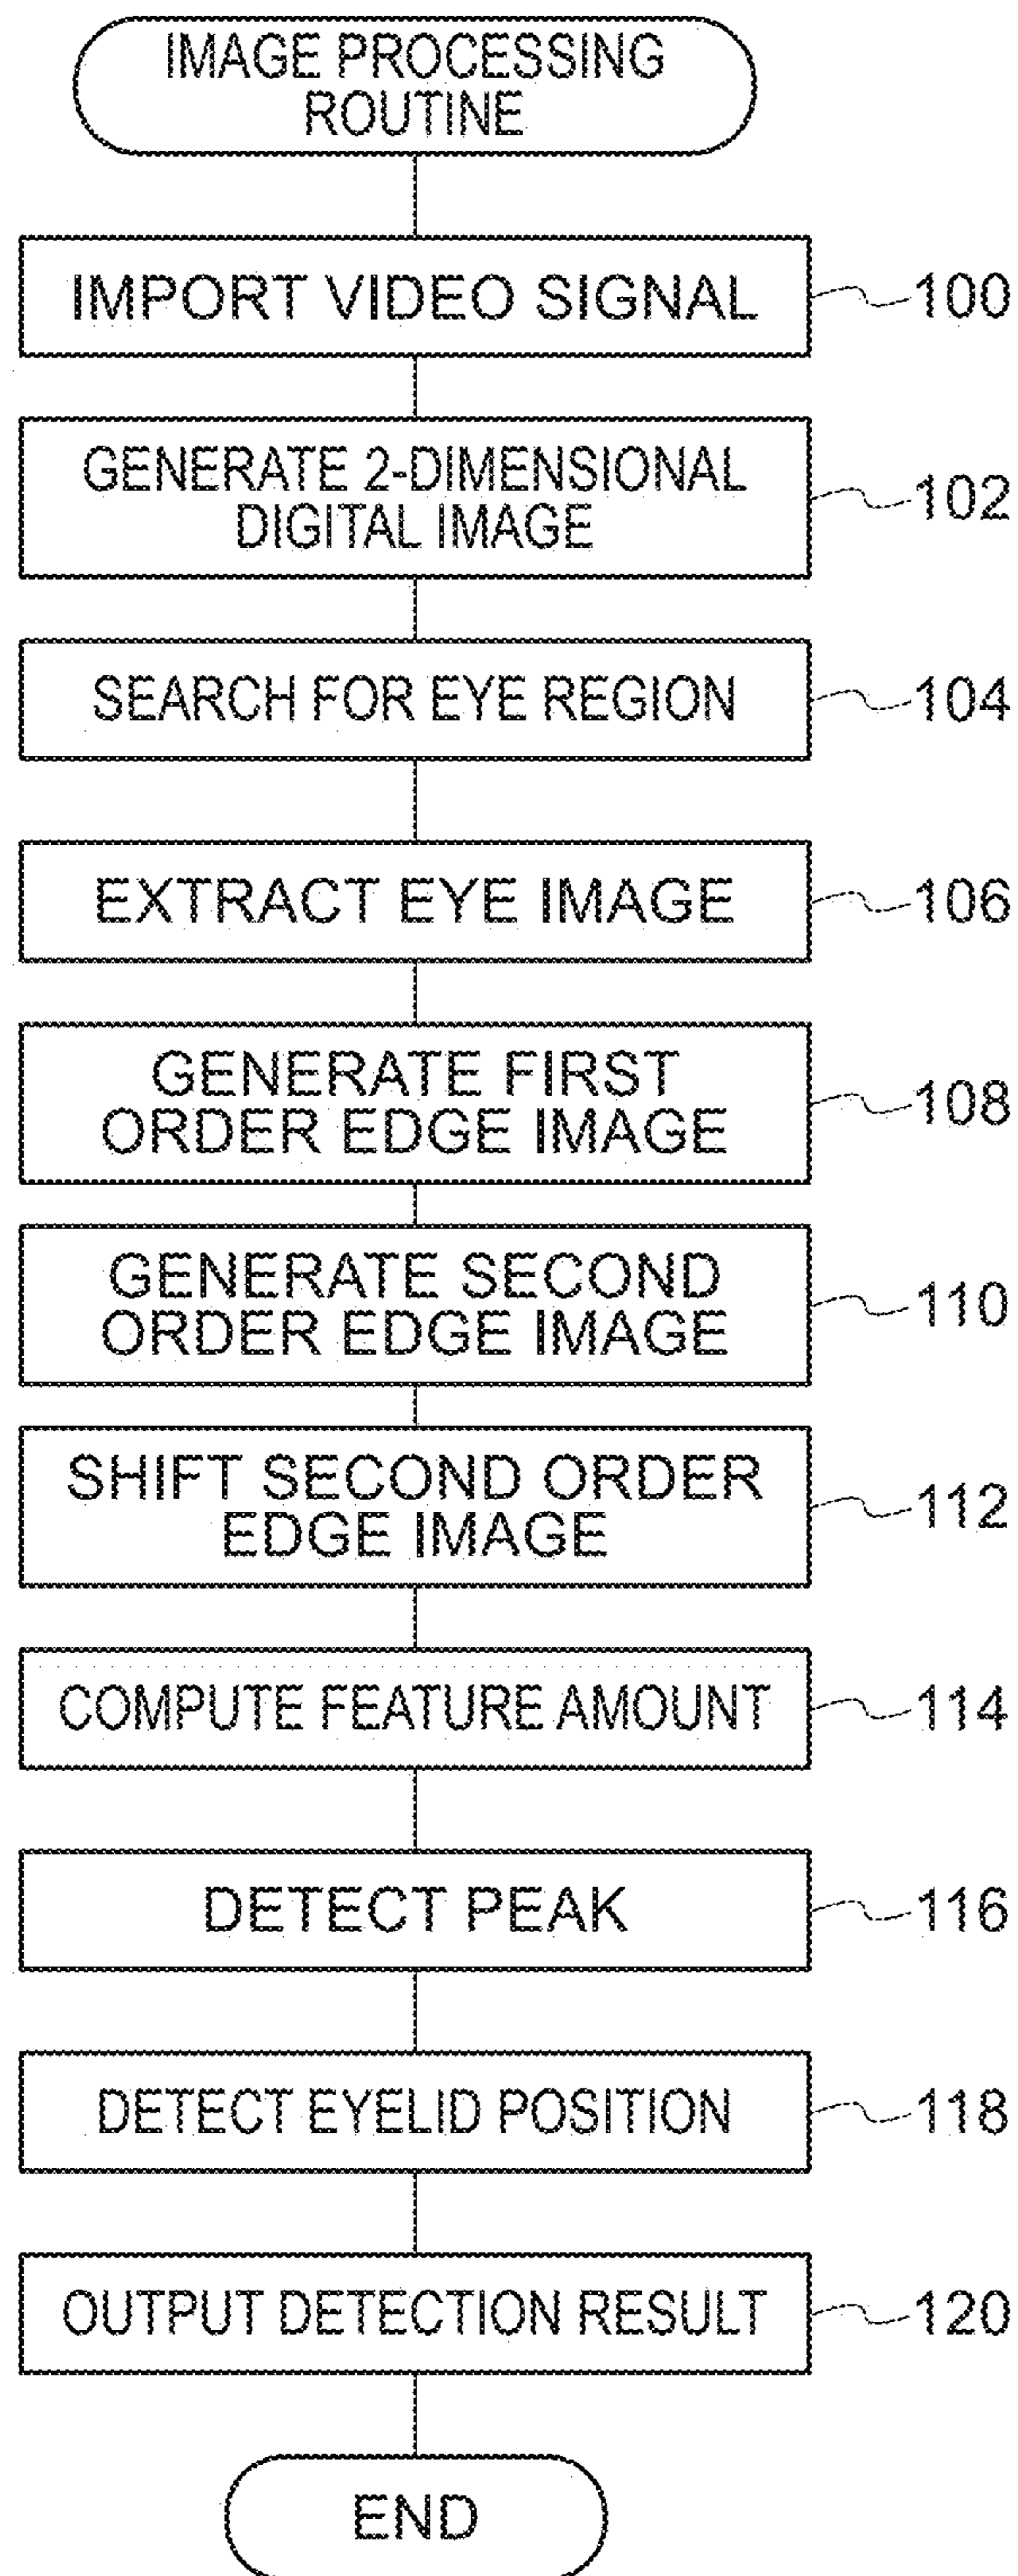 IMAGE PROCESSING
ROUTINE
IMPORT VIDEO SIGNAL
100
GENERATE 2-DIMENSIONAL
DIGITAL IMAGE
102
SEARCH FOR EYE REGION
104
EXTRACT EYE IMAGE
106
GENERATE FIRST
ORDER EDGE IMAGE
108
GENERATE SECOND
ORDER EDGE IMAGE
110
SHIFT SECOND ORDER
EDGE IMAGE
112
COMPUTE FEATURE AMOUNT
114
DETECT PEAK
116
DETECT EYELID POSITION
118
OUTPUT DETECTION RESULT
120
END